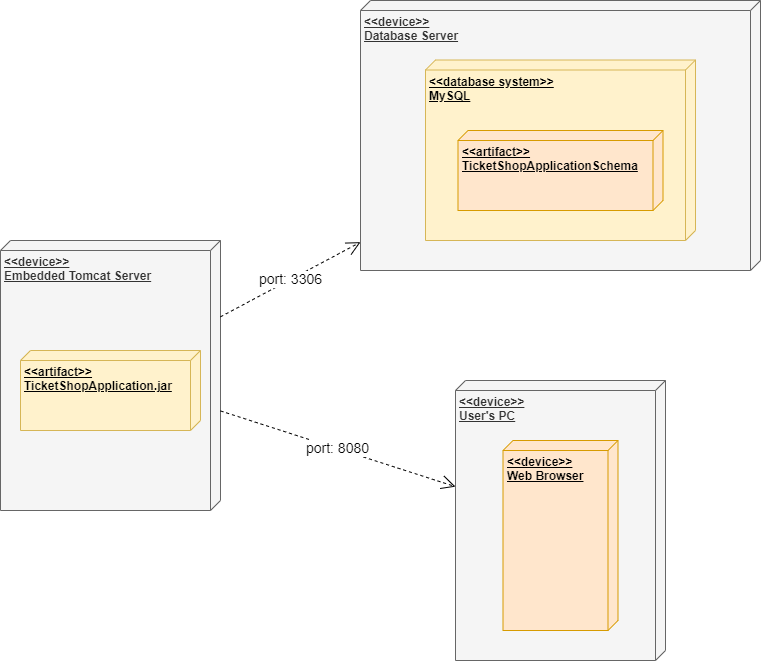 <<device>>
Database Server
<<database system>>
MySQL
<<artifact>>
TicketShopApplicationSchema
<<device>>
Embedded Tomcat Server
port: 3306
<<artifact>>
TicketShopApplication.jar
port: 8080
<<device>>
User's PC
<<device>>
Web Browser